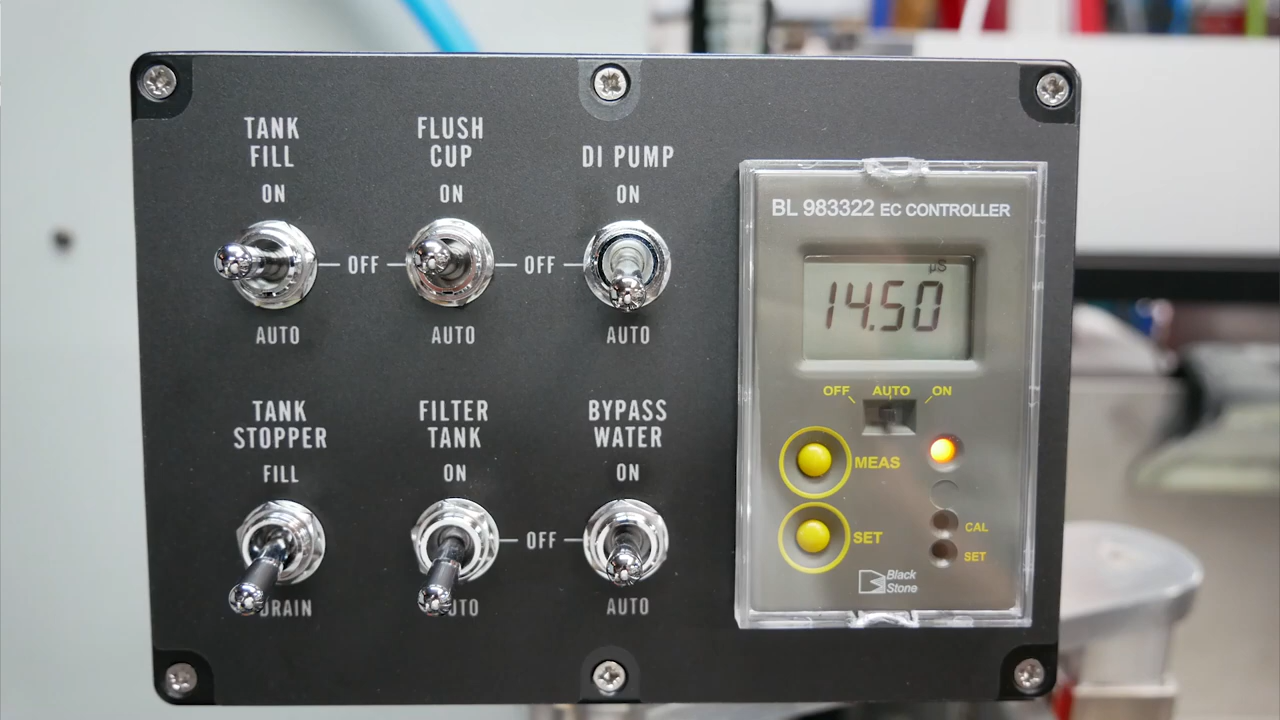 TANK
FILL
ON
FLUSH
CUP
ON
DI PUMP
ON
OFF
OFF
AUTO
AUTO
AUTO
TANK
STOPPER
FILL
FILTER
TANK
ON
BYPASS
WATER
ON
OFF
DRAIN
AUTO
AUTO
BL 983322 EC CONTROLLER
µS
14.50
OFF AUTO ON
MEAS
SET
CAL
SET
Black
Stone